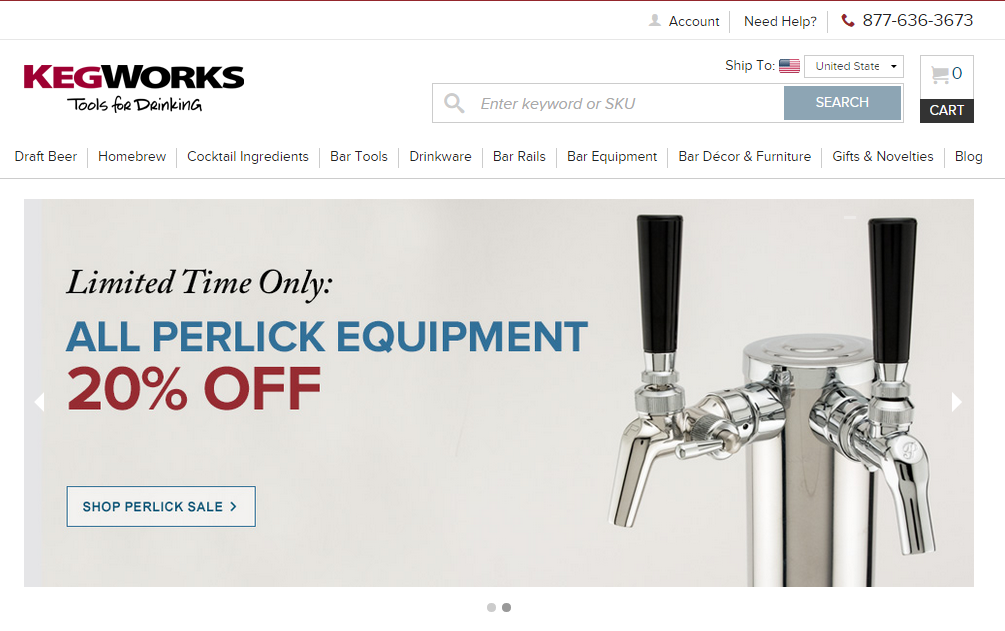 Account
Need Help?
877-636-3673
KEGWORKS
Tools for Drinking
Ship To:
United State
Enter keyword or SKU
SEARCH
0
CART
Draft Beer
Homebrew
Cocktail Ingredients
Bar Tools
Drinkware
Bar Rails
Bar Equipment
Bar Décor & Furniture
Gifts & Novelties
Blog
Limited Time Only:
ALL PERLICK EQUIPMENT
20% OFF
SHOP PERLICK SALE >